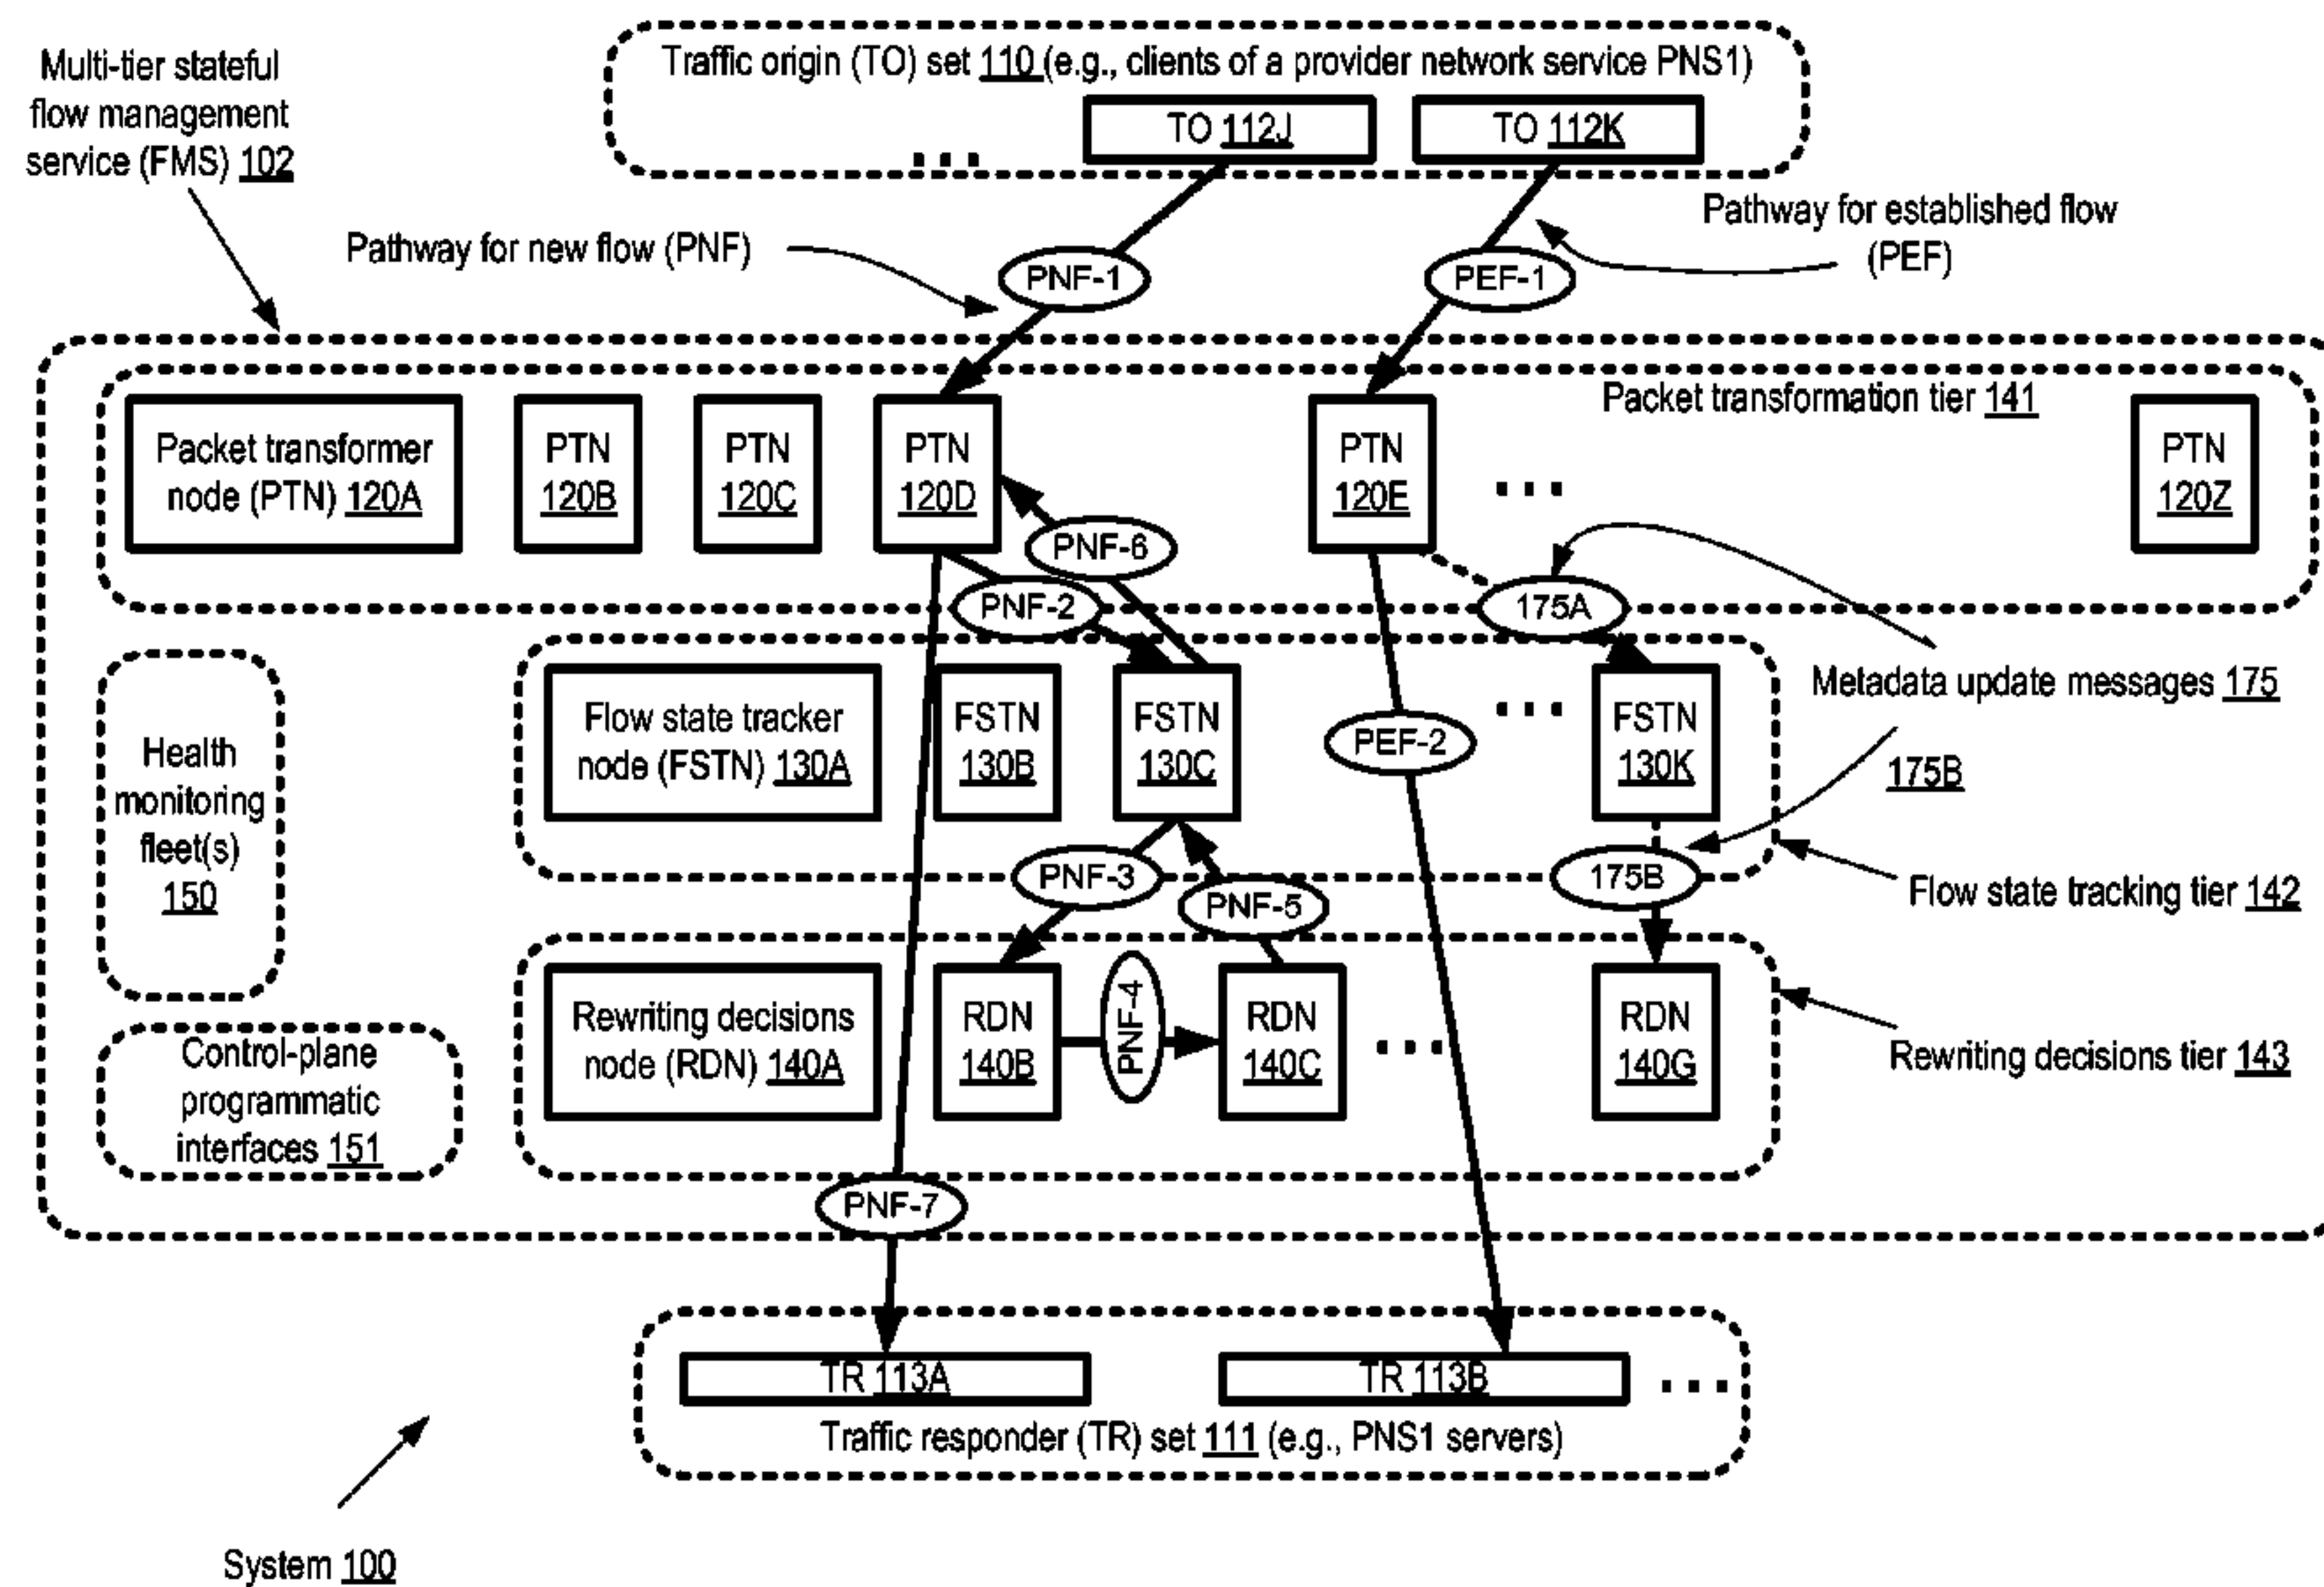 Multi-tier stateful
flow management
service (FMS) 102
Traffic origin (TO) set 110 (e.g., clients of a provider network service PNS1)
TO 112J
TO 112K
...
Pathway for new flow (PNF)
Pathway for established flow
(PEF)
PNF-1
PEF-1
Packet transformation tier 141
Packet transformer
node (PTN) 120A
PTN
120B
PTN
120C
PTN
120D
PTN
120E
...
PTN
120Z
PNF-6
PNF-2
175A
Health
monitoring
fleet(s)
150
Flow state tracker
node (FSTN) 130A
FSTN
130B
FSTN
130C
PEF-2
...
FSTN
130K
Metadata update messages 175
175B
PNF-3
PNF-5
175B
Flow state tracking tier 142
Control-plane
programmatic
interfaces 151
Rewriting decisions
node (RDN) 140A
RDN
140B
PNF-4
RDN
140C
...
RDN
140G
Rewriting decisions tier 143
PNF-7
TR 113A
TR 113B
...
Traffic responder (TR) set 111 (e.g., PNS1 servers)
System 100